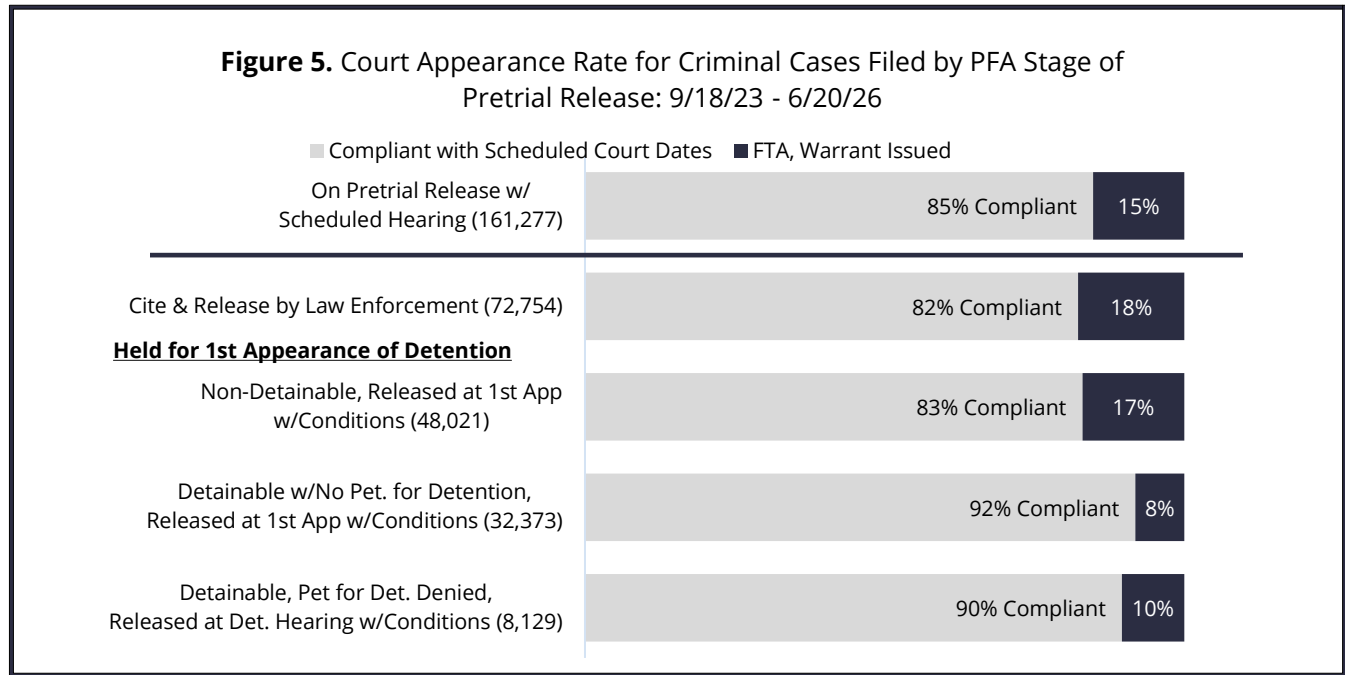 Figure 5. Court Appearance Rate for Criminal Cases Filed by PFA Stage of
Pretrial Release: 9/18/23 - 6/20/26
Compliant with Scheduled Court Dates FTA, Warrant Issued
On Pretrial Release w/
Scheduled Hearing (161,277)
85% Compliant 15%
Cite & Release by Law Enforcement (72,754)
82% Compliant 18%
Held for 1st Appearance of Detention
Non-Detainable, Released at 1st App
w/Conditions (48,021)
83% Compliant 17%
Detainable w/No Pet. for Detention,
Released at 1st App w/Conditions (32,373)
92% Compliant 8%
Detainable, Pet for Det. Denied,
Released at Det. Hearing w/Conditions (8,129)
90% Compliant 10%